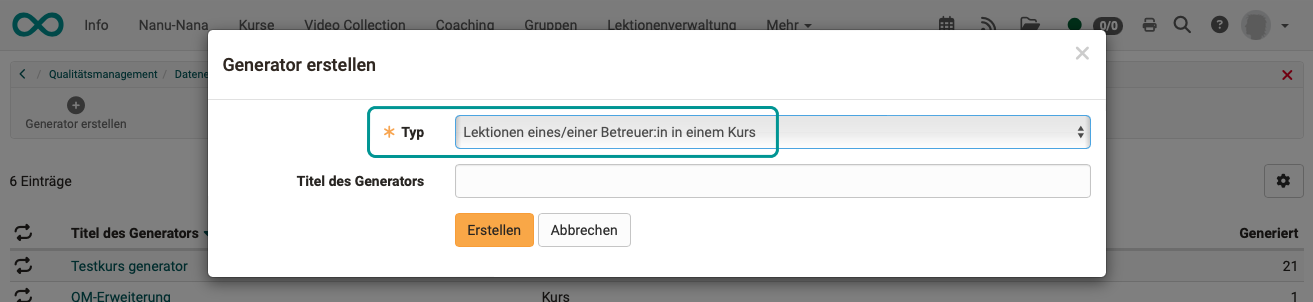 Info Nanu-Nana Kurse Video Collection Coaching Gruppen Lektionenverwaltung Mehr 0/0 ?
Generator erstellen ×
/ Qualitätsmanagement / Datene
Generator erstellen
* Typ Lektionen eines/einer Betreuer:in in einem Kurs
Titel des Generators
6 Einträge
Erstellen Abbrechen
Titel des Generators Generiert
Testkurs generator 21
QM-Erweiterung Kurs 1